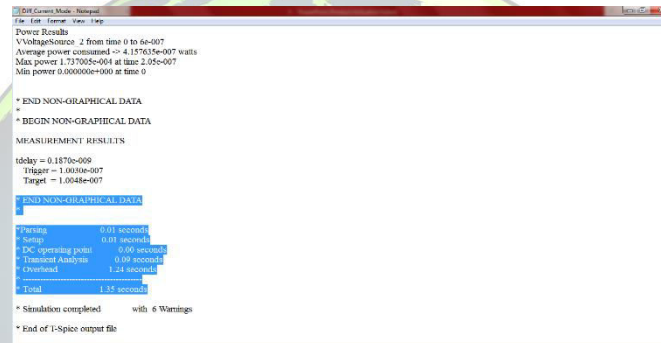 Diff_Current_Mode - Notepad
File Edit Format View Help
Power Results
VVoltageSource_2 from time 0 to 6e-007
Average power consumed -> 4.157635e-007 watts
Max power 1.737005e-004 at time 2.05e-007
Min power 0.000000e+000 at time 0
* END NON-GRAPHICAL DATA
*
* BEGIN NON-GRAPHICAL DATA
MEASUREMENT RESULTS
tdelay = 0.1870e-009
Trigger = 1.0030e-007
Target = 1.0048e-007
* END NON-GRAPHICAL DATA
*
*Parsing 0.01 seconds
* Setup 0.01 seconds
* DC operating point 0.00 seconds
* Transient Analysis 0.09 seconds
* Overhead 1.24 seconds
* -----------------------------------------
* Total 1.35 seconds
* Simulation completed with 6 Warnings
* End of T-Spice output file